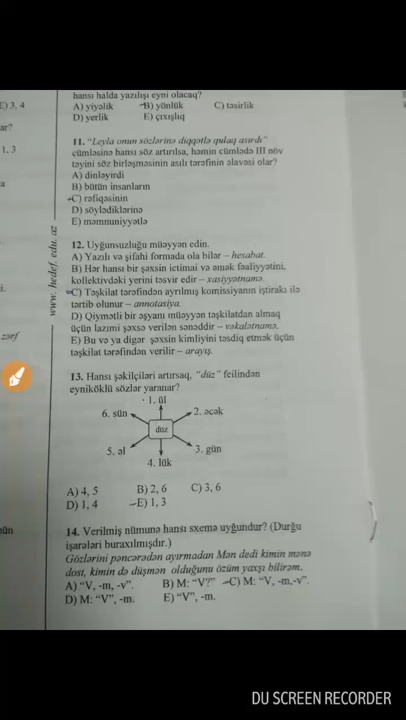 hansı halda yazılışı eyni olacaq?
A) yiyəlik B) yönlük C) təsirlik
D) yerlik E) çıxışlıq
11. "Leyla onun sözlərinə diqqətlə qulaq asırdı"
cümləsinə hansı söz artırılsa, həmin cümlədə III növ
təyini söz birləşməsinin asılı tərəfinin əlavəsi olar?
A) dinləyirdi
B) bütün insanların
C) rəfiqəsinin
D) söylədiklərinə
E) məmnuniyyətlə
12. Uyğunsuzluğu müəyyən edin.
A) Yazılı və şifahi formada ola bilər – hesabat.
B) Hər hansı bir şəxsin ictimai və əmək fəaliyyətini,
kollektivdəki yerini təsvir edir – xasiyyətnamə.
C) Təşkilat tərəfindən ayrılmış komissiyanın iştirakı ilə
tərtib olunur – annotasiya.
D) Qiymətli bir əşyanı müəyyən təşkilatdan almaq
üçün lazımi şəxsə verilən sənəddir – vəkalətnamə.
E) Bu və ya digər şəxsin kimliyini təsdiq etmək üçün
təşkilat tərəfindən verilir – arayış.
13. Hansı şəkilçiləri artırsaq, "düz" feilindən
eyniköklü sözlər yaranar?
1. ül
6. sün 2. əcək
düz
5. əl 3. gün
4. lük
A) 4, 5 B) 2, 6 C) 3, 6
D) 1, 4 E) 1, 3
14. Verilmiş nümunə hansı sxemə uyğundur? (Durğu
işarələri buraxılmışdır.)
Gözlərini pəncərədən ayırmadan Mən dedi kimin mənə
dost, kimin də düşmən olduğunu özüm yaxşı bilirəm.
A) "V, -m, -v". B) M: "V?" C) M: "V, -m,-v".
D) M: "V", -m. E) "V", -m.
E) 3, 4
ar?
1, 3
a
i.
zərf
ün
www. hedef. edu. az
DU SCREEN RECORDER